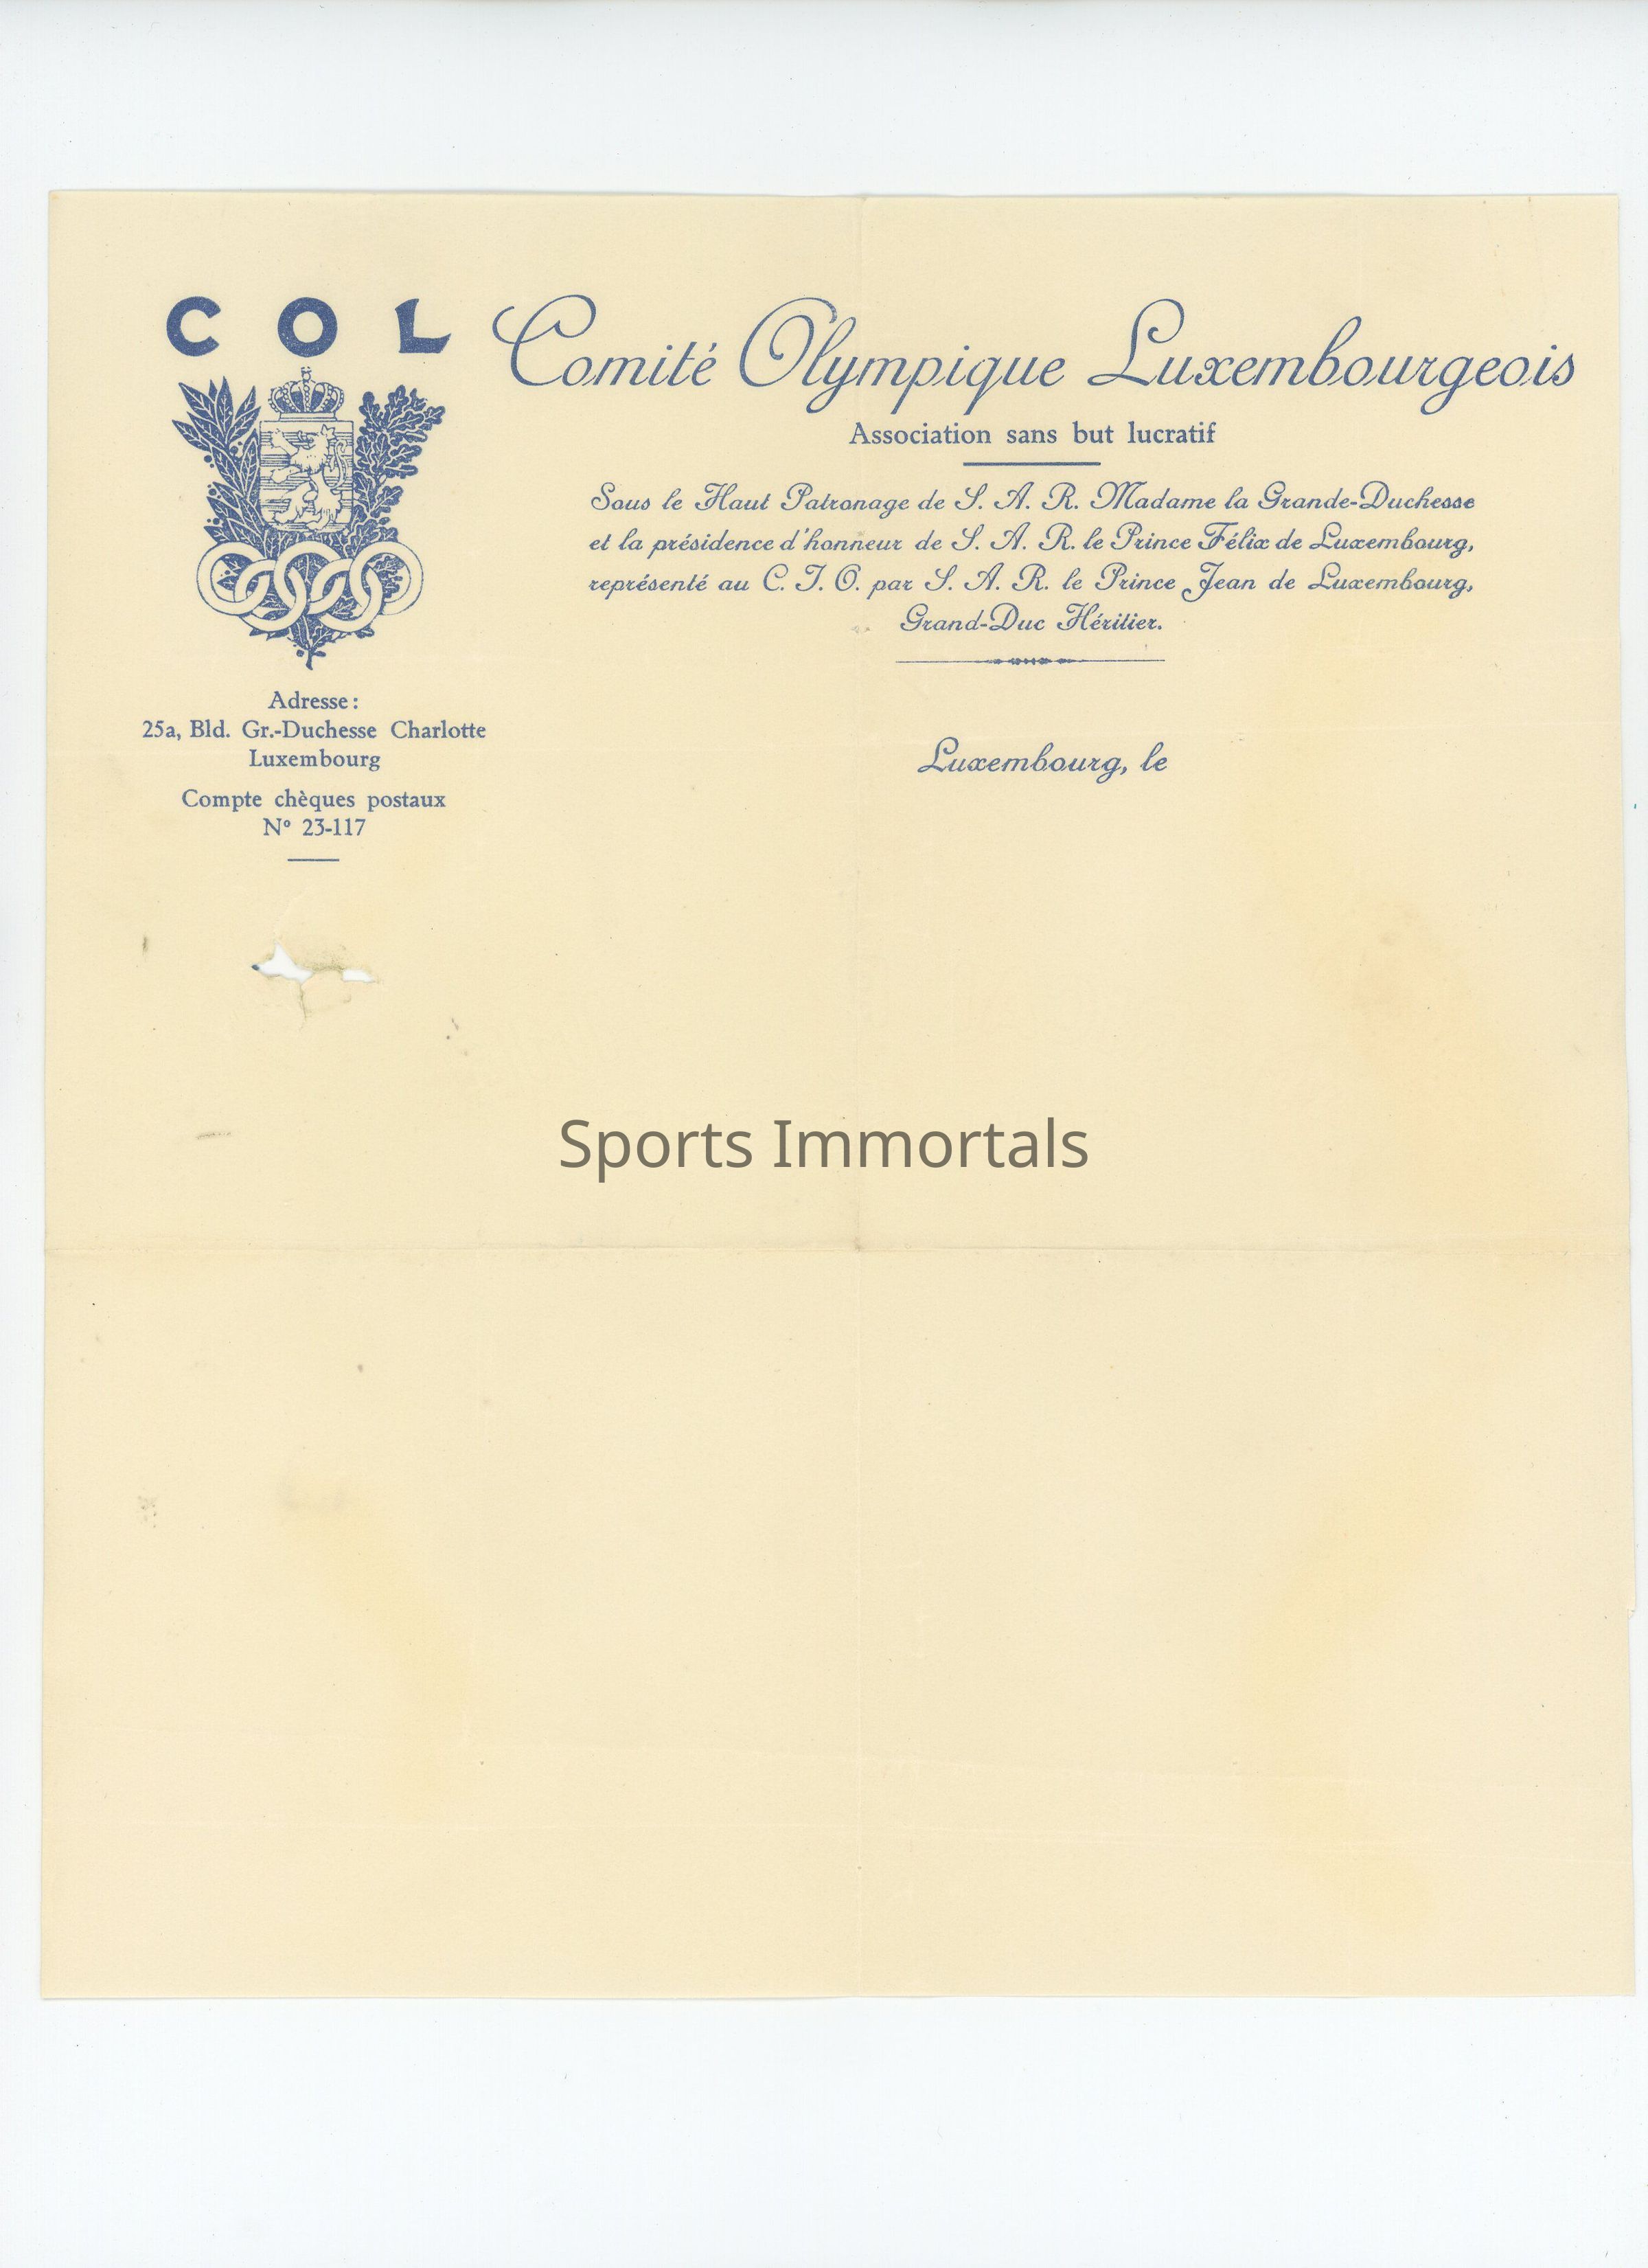 C O L
Comité Olympique Luxembourgeois
Association sans but lucratif
Sous le Haut Patronage de S. A. R. Madame la Grande-Duchesse
et la présidence d'honneur de S. A. R. le Prince Félix de Luxembourg,
représenté au C. I. O. par S. A. R. le Prince Jean de Luxembourg,
Grand-Duc Héritier.
Adresse:
25a, Bld. Gr.-Duchesse Charlotte
Luxembourg
Compte chèques postaux
Nº 23-117
Luxembourg, le
Sports Immortals